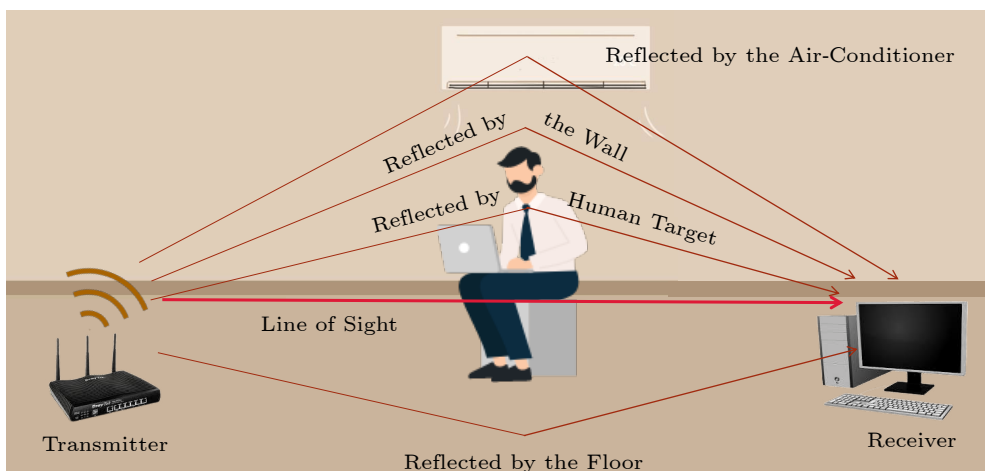 Reflected by the Air-Conditioner
Reflected by the Wall
Reflected by Human Target
Line of Sight
Transmitter
Receiver
Reflected by the Floor